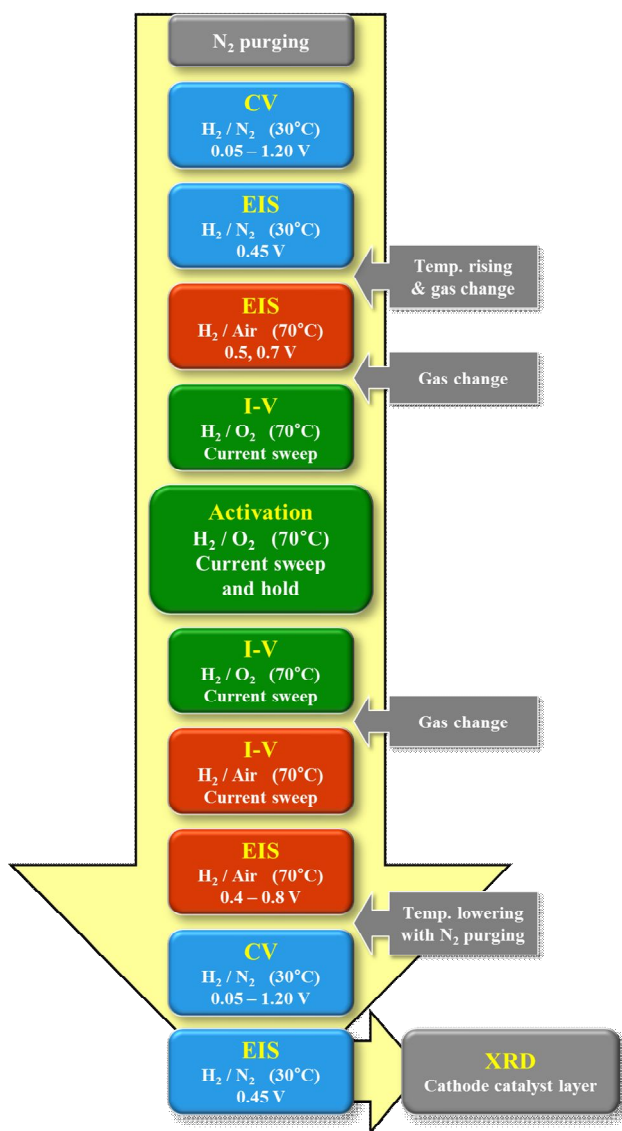 N₂ purging
CV
H₂ / N₂ (30°C)
0.05 – 1.20 V
EIS
H₂ / N₂ (30°C)
0.45 V
Temp. rising
& gas change
EIS
H₂ / Air (70°C)
0.5, 0.7 V
Gas change
I-V
H₂ / O₂ (70°C)
Current sweep
Activation
H₂ / O₂ (70°C)
Current sweep
and hold
I-V
H₂ / O₂ (70°C)
Current sweep
Gas change
I-V
H₂ / Air (70°C)
Current sweep
EIS
H₂ / Air (70°C)
0.4 – 0.8 V
Temp. lowering
with N₂ purging
CV
H₂ / N₂ (30°C)
0.05 – 1.20 V
EIS
H₂ / N₂ (30°C)
0.45 V
XRD
Cathode catalyst layer